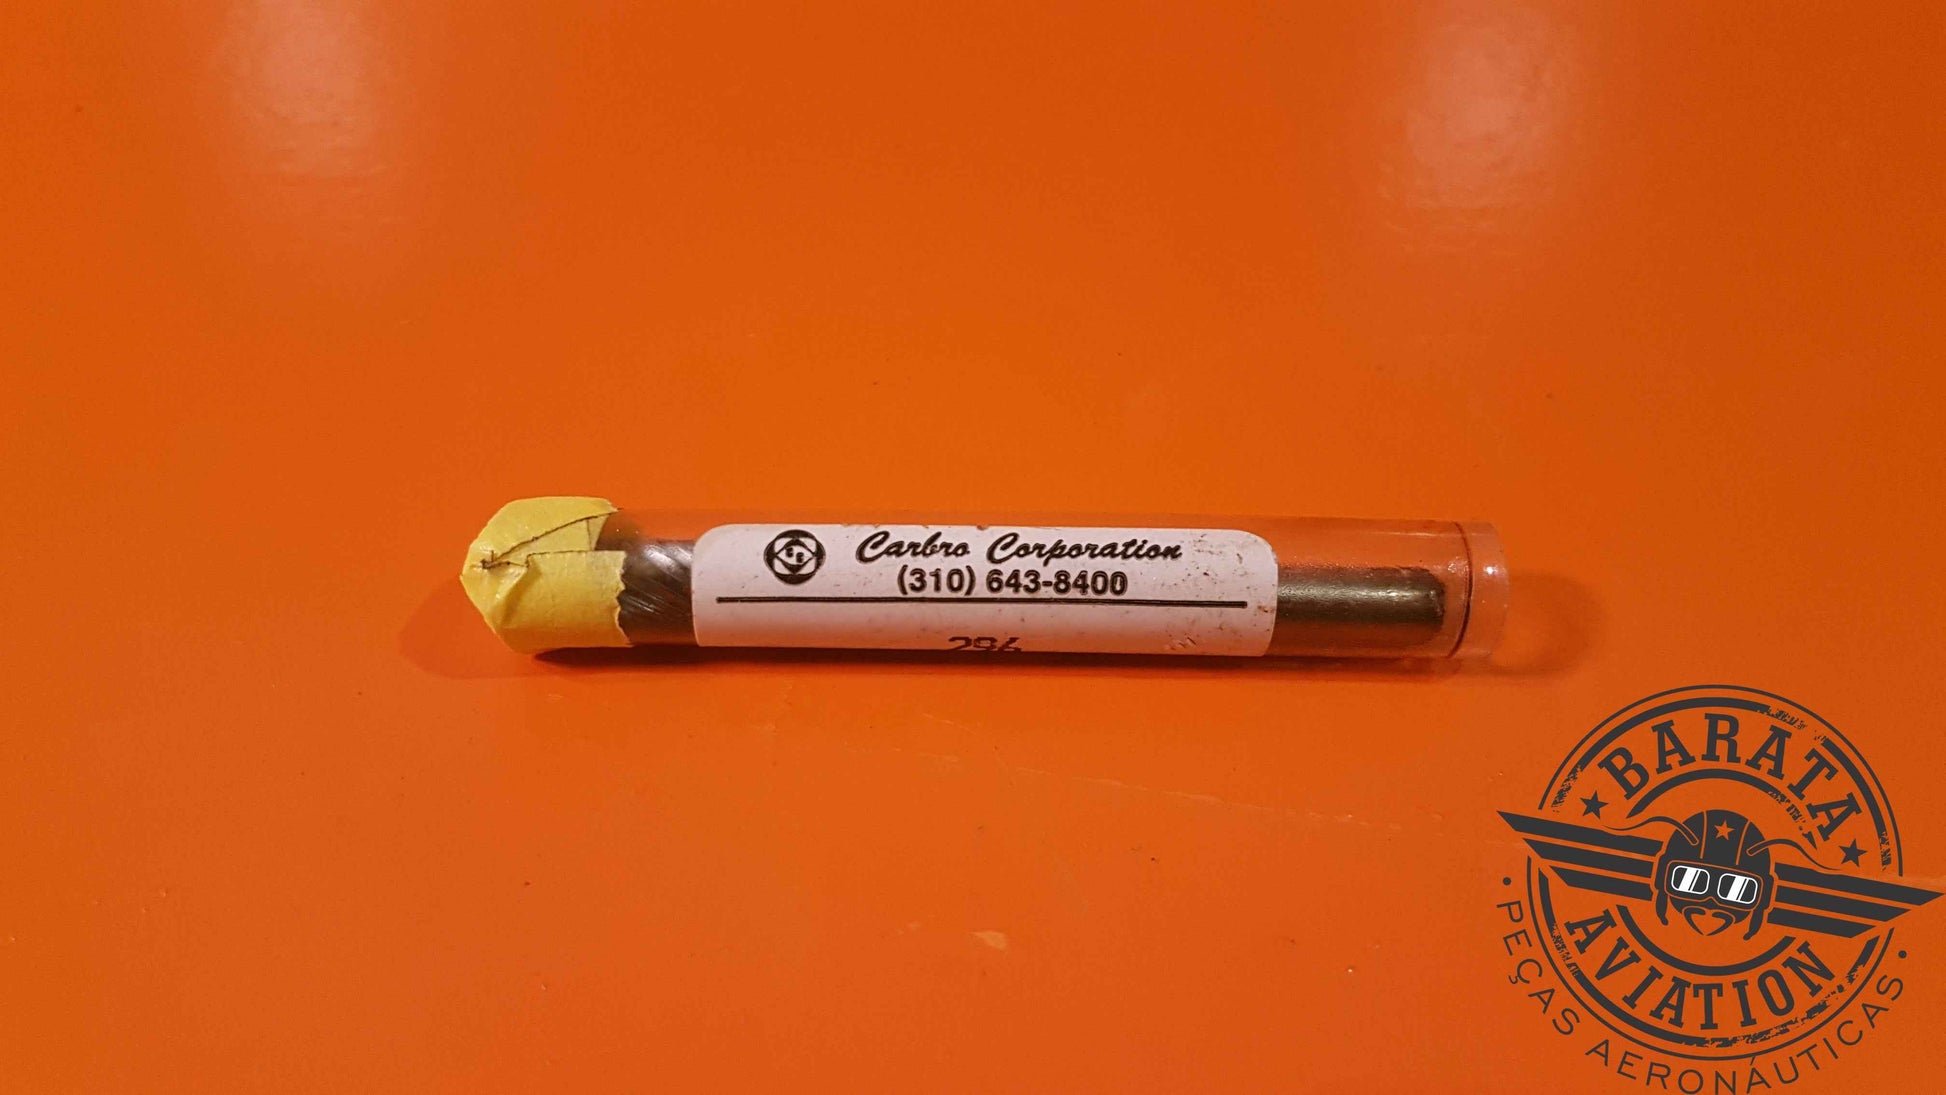 Carbro Corporation
(310) 643-8400
BARATA
AVIATION
• PEÇAS AERONÁUTICAS •